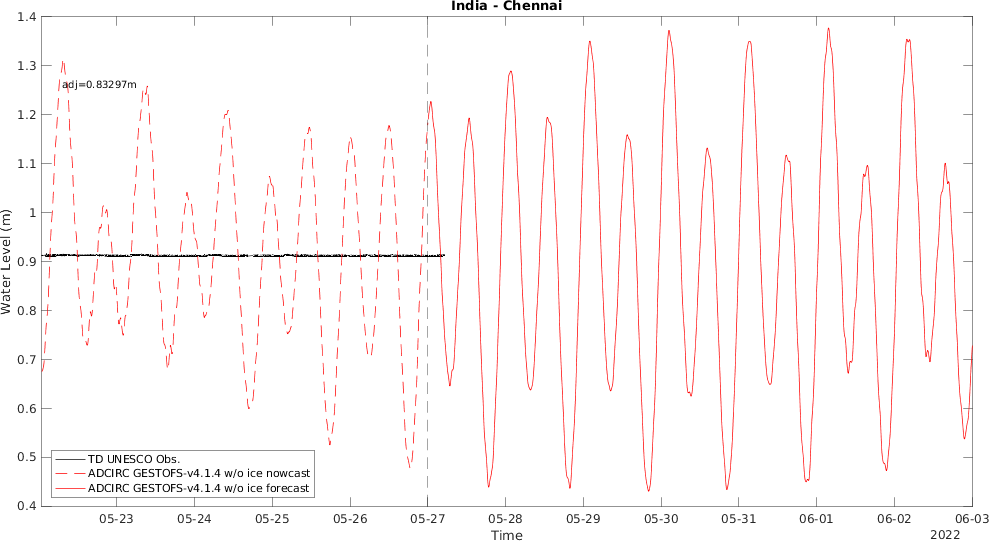 India - Chennai
1.4
1.3
1.2
1.1
1
0.9
0.8
0.7
0.6
0.5
0.4
Water Level (m)
adj=0.83297m
TD UNESCO Obs.
ADCIRC GESTOFS-v4.1.4 w/o ice nowcast
ADCIRC GESTOFS-v4.1.4 w/o ice forecast
05-23 05-24 05-25 05-26 05-27 05-28 05-29 05-30 05-31 06-01 06-02 06-03
Time
2022